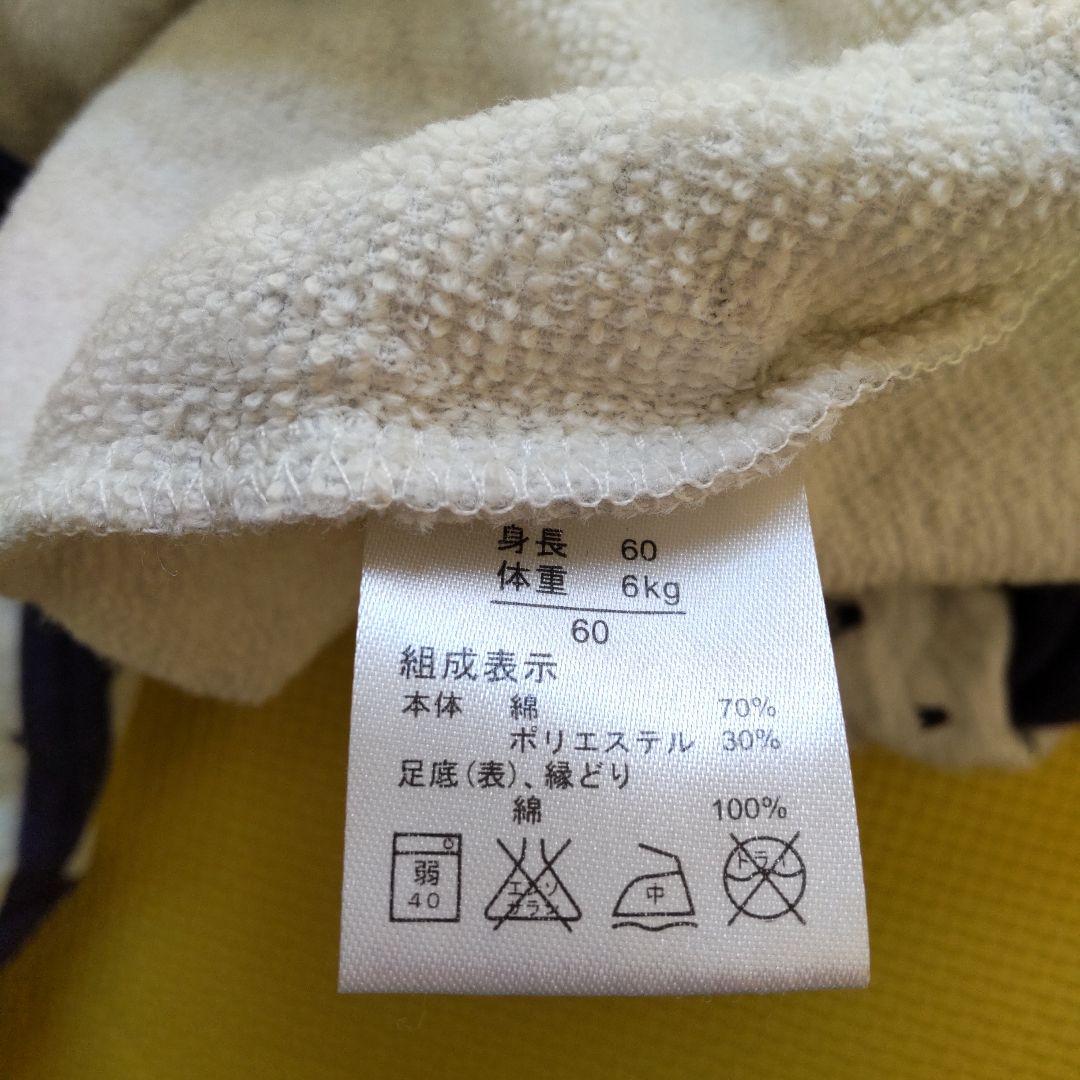 身長 60
体重 6kg
60
組成表示
本体 綿 70%
ポリエステル 30%
足底(表)、縁どり
綿 100%
弱 40
エンソ サラシ
中
ドライ